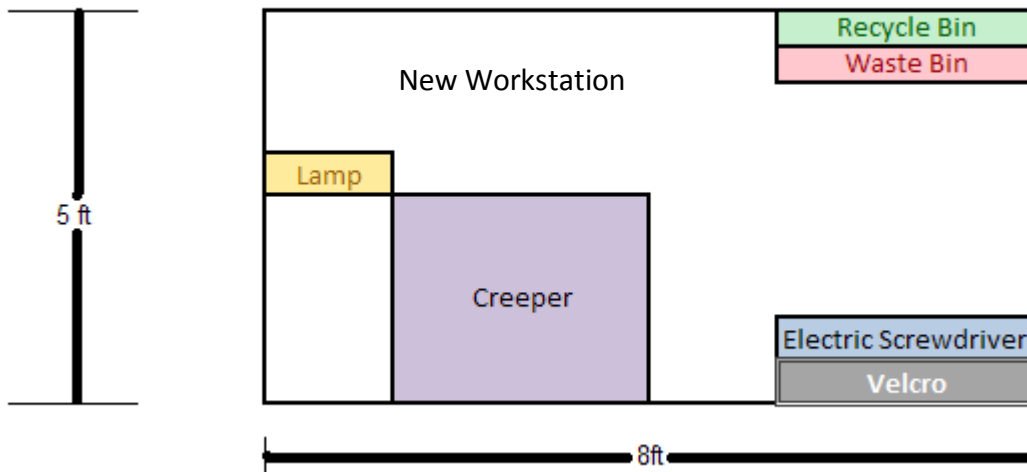 Recycle Bin
Waste Bin
New Workstation
Lamp
5 ft
Creeper
Electric Screwdriver
Velcro
8ft